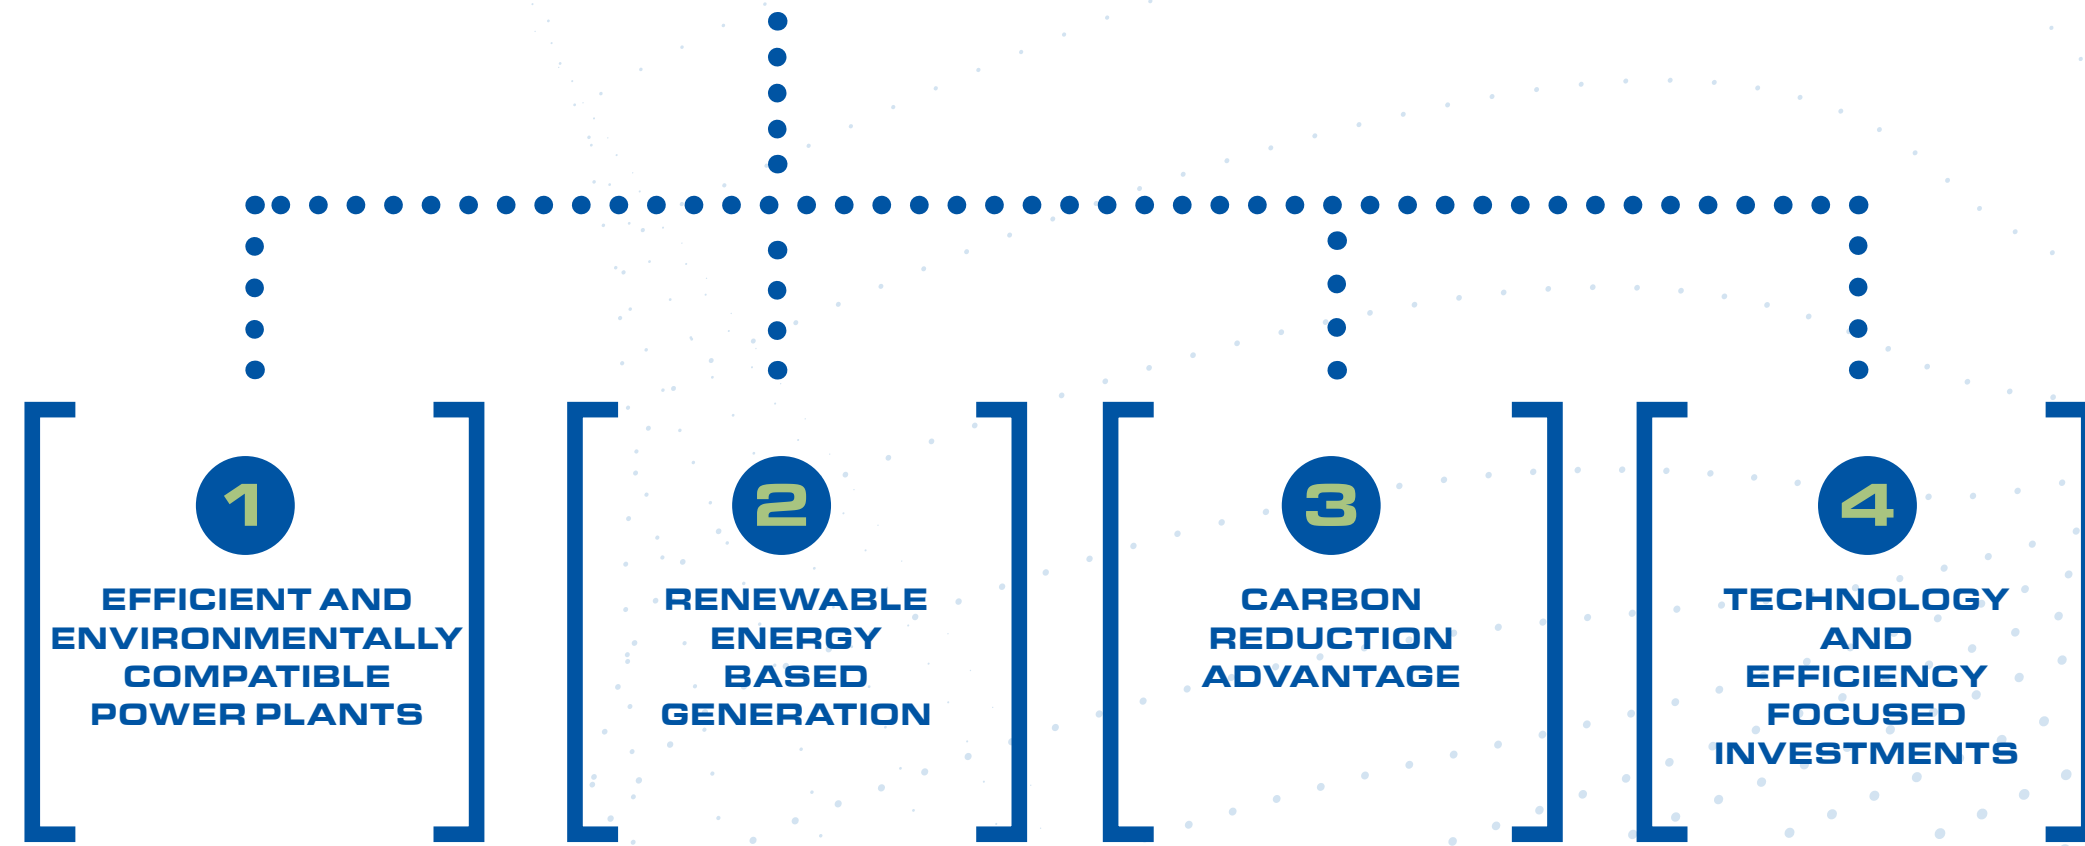 1
EFFICIENT AND
ENVIRONMENTALLY
COMPATIBLE
POWER PLANTS
2
RENEWABLE
ENERGY
BASED
GENERATION
3
CARBON
REDUCTION
ADVANTAGE
4
TECHNOLOGY
AND
EFFICIENCY
FOCUSED
INVESTMENTS